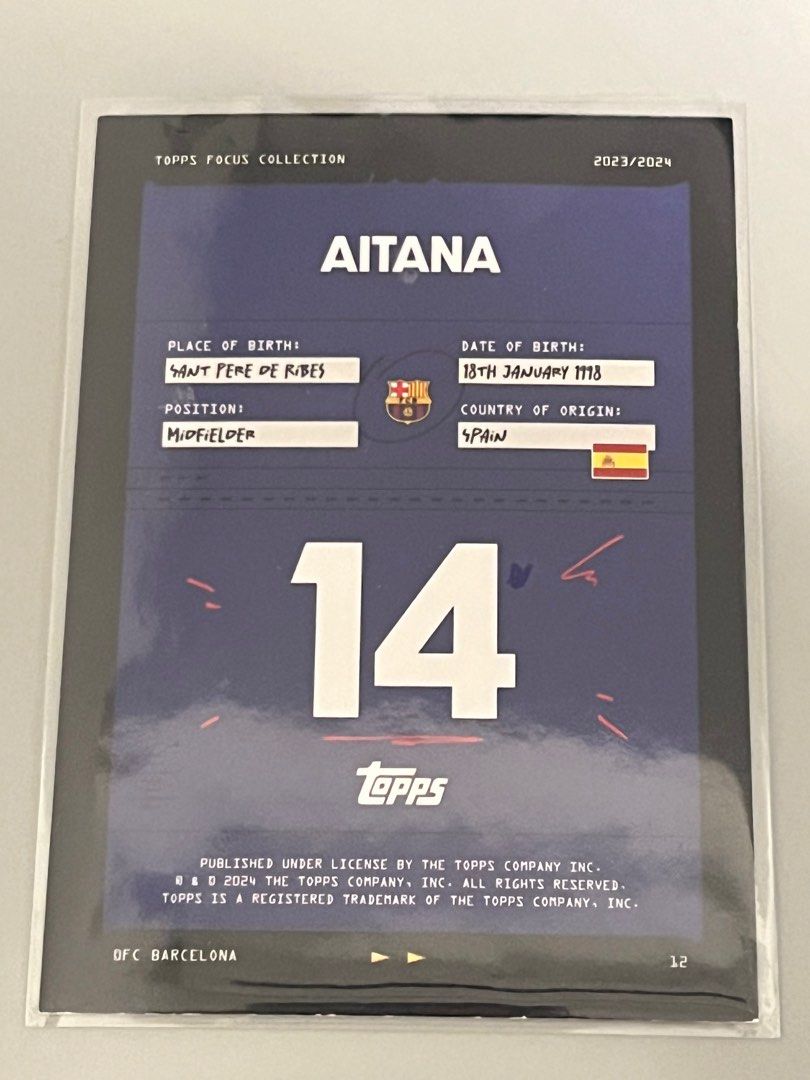 TOPPS FOCUS COLLECTION 2023/2024
AITANA
PLACE OF BIRTH: DATE OF BIRTH:
SANT PERE DE RIBES 18TH JANUARY 1998
POSITION: COUNTRY OF ORIGIN:
MIDFIELDER SPAIN
FCB
14
TOPPS
PUBLISHED UNDER LICENSE BY THE TOPPS COMPANY INC.
& 2024 THE TOPPS COMPANY, INC. ALL RIGHTS RESERVED.
TOPPS IS A REGISTERED TRADEMARK OF THE TOPPS COMPANY, INC.
FC BARCELONA 12